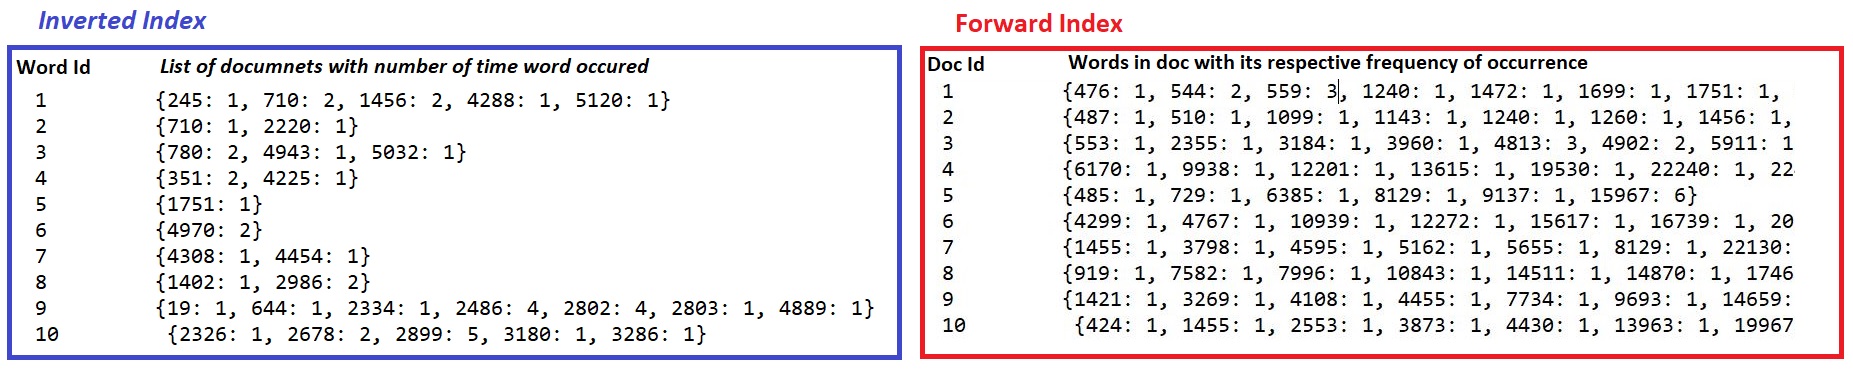 Inverted Index
Word Id List of documnets with number of time word occured
1 {245: 1, 710: 2, 1456: 2, 4288: 1, 5120: 1}
2 {710: 1, 2220: 1}
3 {780: 2, 4943: 1, 5032: 1}
4 {351: 2, 4225: 1}
5 {1751: 1}
6 {4970: 2}
7 {4308: 1, 4454: 1}
8 {1402: 1, 2986: 2}
9 {19: 1, 644: 1, 2334: 1, 2486: 4, 2802: 4, 2803: 1, 4889: 1}
10 {2326: 1, 2678: 2, 2899: 5, 3180: 1, 3286: 1}
Forward Index
Doc Id Words in doc with its respective frequency of occurrence
1 {476: 1, 544: 2, 559: 3, 1240: 1, 1472: 1, 1699: 1, 1751: 1,
2 {487: 1, 510: 1, 1099: 1, 1143: 1, 1240: 1, 1260: 1, 1456: 1,
3 {553: 1, 2355: 1, 3184: 1, 3960: 1, 4813: 3, 4902: 2, 5911: 1
4 {6170: 1, 9938: 1, 12201: 1, 13615: 1, 19530: 1, 22240: 1, 22
5 {485: 1, 729: 1, 6385: 1, 8129: 1, 9137: 1, 15967: 6}
6 {4299: 1, 4767: 1, 10939: 1, 12272: 1, 15617: 1, 16739: 1, 20
7 {1455: 1, 3798: 1, 4595: 1, 5162: 1, 5655: 1, 8129: 1, 22130:
8 {919: 1, 7582: 1, 7996: 1, 10843: 1, 14511: 1, 14870: 1, 1746
9 {1421: 1, 3269: 1, 4108: 1, 4455: 1, 7734: 1, 9693: 1, 14659:
10 {424: 1, 1455: 1, 2553: 1, 3873: 1, 4430: 1, 13963: 1, 19967